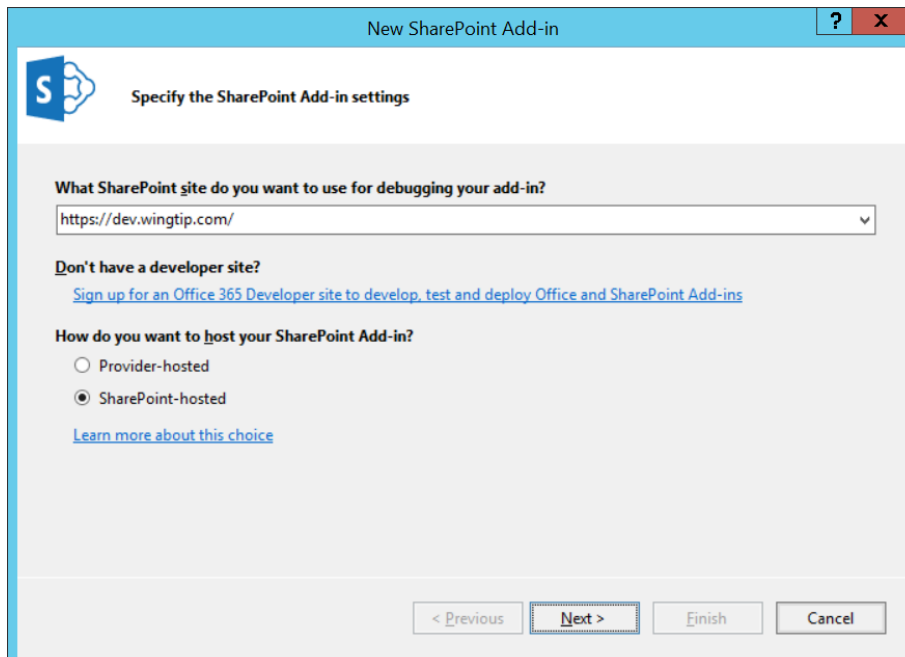 New SharePoint Add-in
? X
S
Specify the SharePoint Add-in settings
What SharePoint site do you want to use for debugging your add-in?
https://dev.wingtip.com/
Don't have a developer site?
Sign up for an Office 365 Developer site to develop, test and deploy Office and SharePoint Add-ins
How do you want to host your SharePoint Add-in?
Provider-hosted
SharePoint-hosted
Learn more about this choice
< Previous Next > Finish Cancel